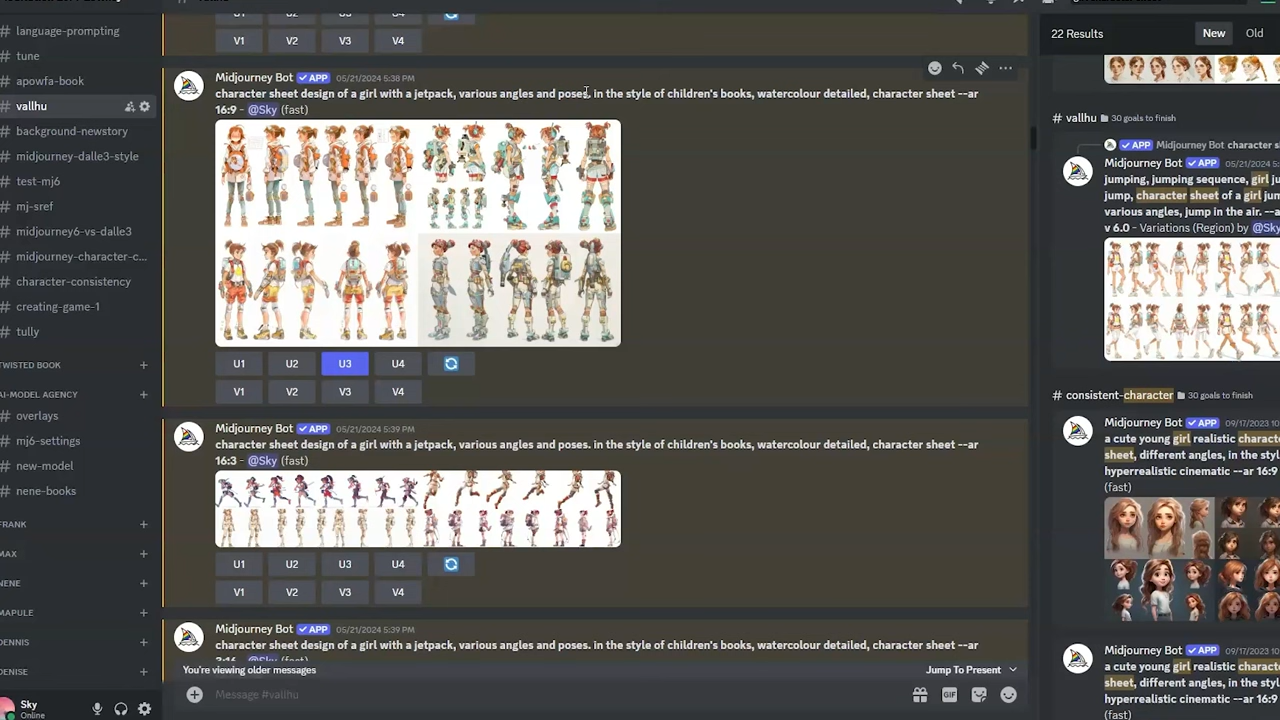 language-prompting
tune
apowfa-book
vallhu
background-newstory
midjourney-dalle3-style
test-mj6
mj-sref
midjourney6-vs-dalle3
midjourney-character-c...
character-consistency
creating-game-1
tully
TWISTED BOOK
AI-MODEL AGENCY
overlays
mj6-settings
new-model
nene-books
FRANK
MAX
NENE
MAPULE
DENNIS
DENISE
Sky
Online
V1 V2 V3 V4
Midjourney Bot ✓ APP 05/21/2024 5:38 PM
character sheet design of a girl with a jetpack, various angles and poses. in the style of children's books, watercolour detailed, character sheet --ar
16:9 - @Sky (fast)
U1 U2 U3 U4
V1 V2 V3 V4
Midjourney Bot ✓ APP 05/21/2024 5:39 PM
character sheet design of a girl with a jetpack, various angles and poses. in the style of children's books, watercolour detailed, character sheet --ar
16:3 - @Sky (fast)
U1 U2 U3 U4
V1 V2 V3 V4
Midjourney Bot ✓ APP 05/21/2024 5:39 PM
character sheet design of a girl with a jetpack, various angles and poses. in the style of children's books, watercolour detailed, character sheet --ar
You're viewing older messages Jump To Present
Message #vallhu
GIF
22 Results New Old
# vallhu 30 goals to finish
✓ APP Midjourney Bot character s
Midjourney Bot ✓ APP 05/21/2024 5:
jumping, jumping sequence, girl ju
jump, character sheet of a girl jum
various angles, jump in the air. --a
v 6.0 - Variations (Region) by @Sky
# consistent-character 30 goals to finish
Midjourney Bot ✓ APP 09/17/2023 10:
a cute young girl realistic characte
sheet, different angles, in the styl
hyperrealistic cinematic --ar 16:9
(fast)
Midjourney Bot ✓ APP 09/17/2023 10:
a cute young girl realistic characte
sheet, different angles, in the sty
hyperrealistic cinematic --ar 16:9
(fast)